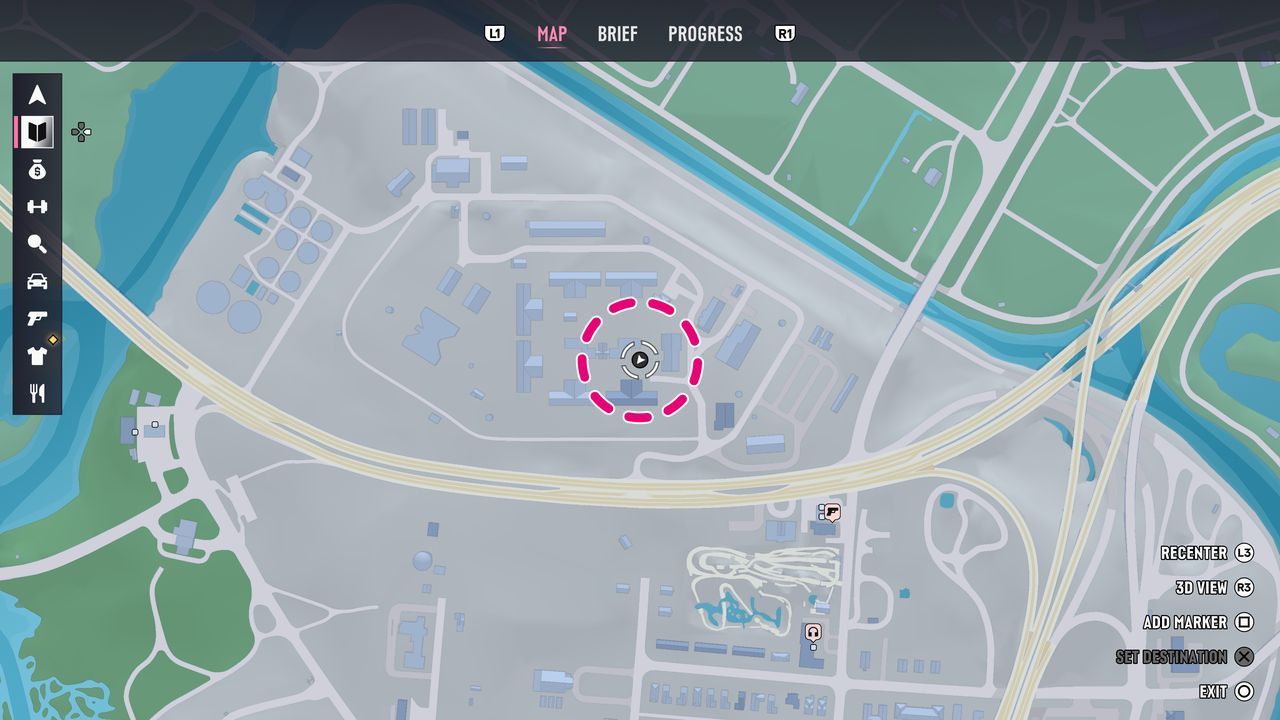 L1 MAP BRIEF PROGRESS R1
RECENTER L3
3D VIEW R3
ADD MARKER
SET DESTINATION
EXIT